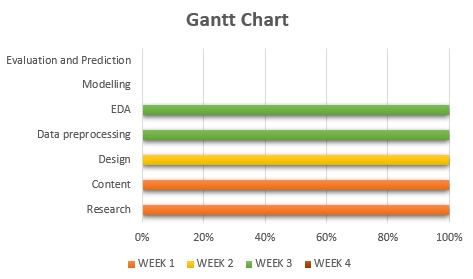 Gantt Chart
Evaluation and Prediction
Modelling
EDA
Data preprocessing
Design
Content
Research
0% 20% 40% 60% 80% 100%
WEEK 1 WEEK 2 WEEK 3 WEEK 4